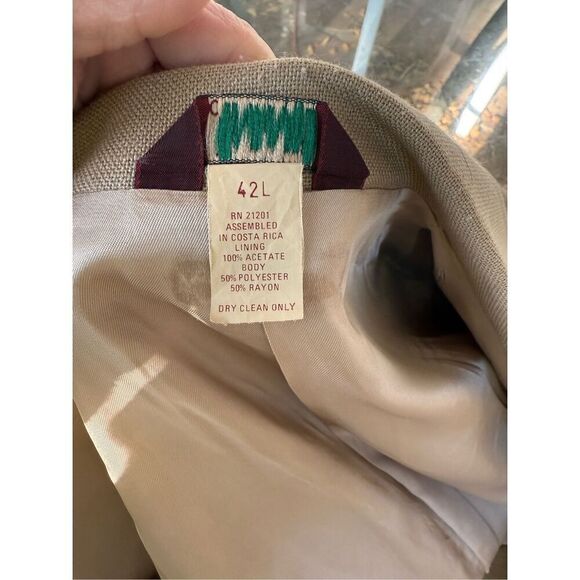 C
42L
RN 21201
ASSEMBLED
IN COSTA RICA
LINING
100% ACETATE
BODY
50% POLYESTER
50% RAYON
DRY CLEAN ONLY